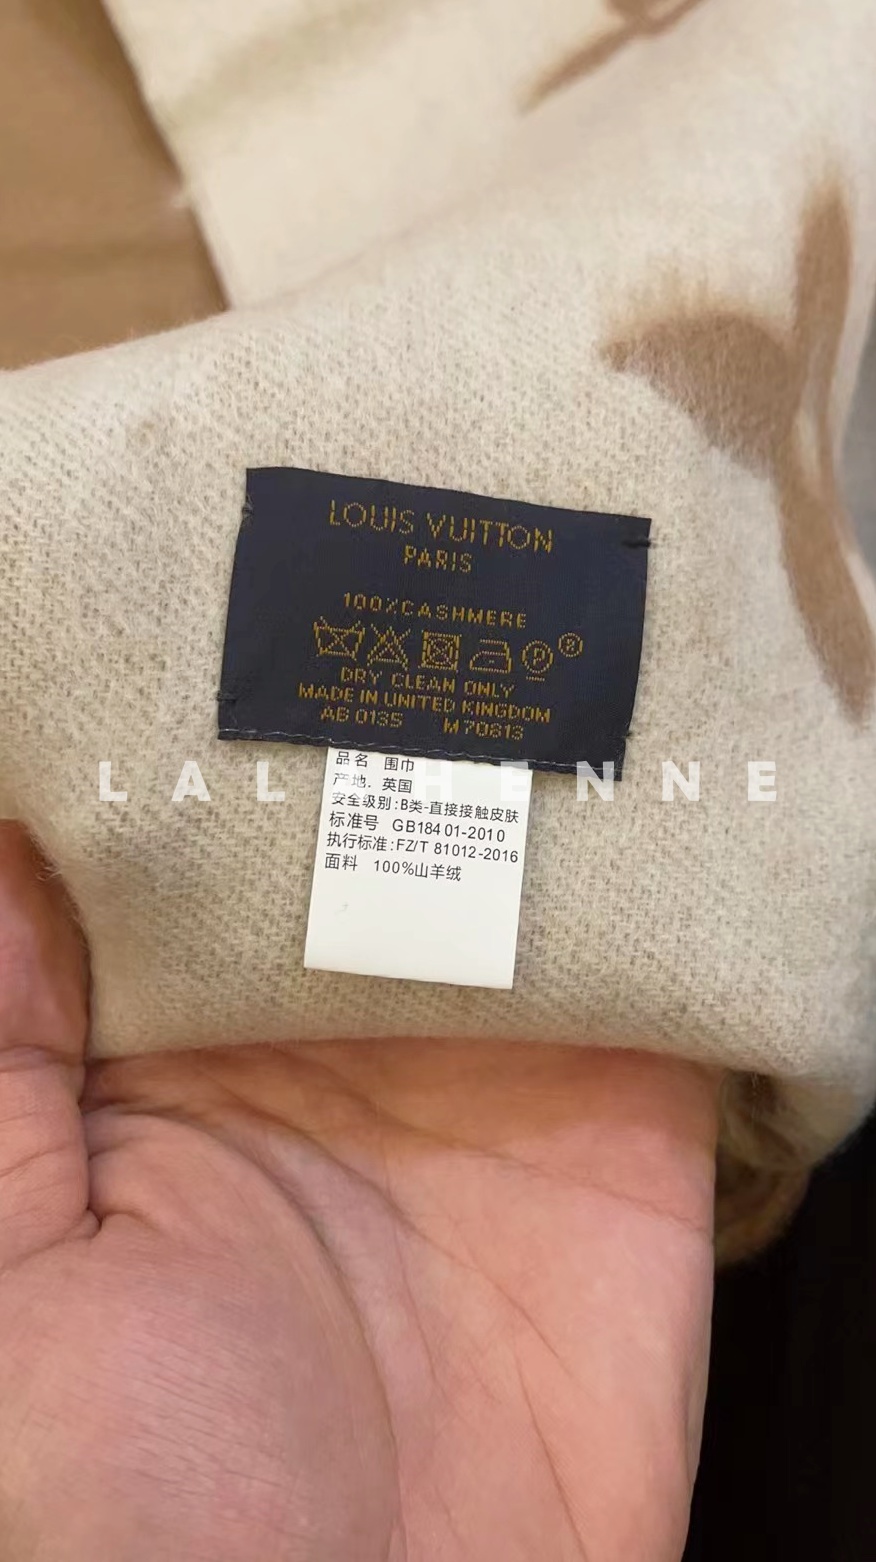 LOUIS VUITTON
PARIS
100%CASHMERE
P R
DRY CLEAN ONLY
MADE IN UNITED KINGDOM
AB 0135 M70813
品名 围巾
产地. 英国
安全级别:B类-直接接触皮肤
标准号 GB18401-2010
执行标准:FZ/T 81012-2016
面料 100%山羊绒